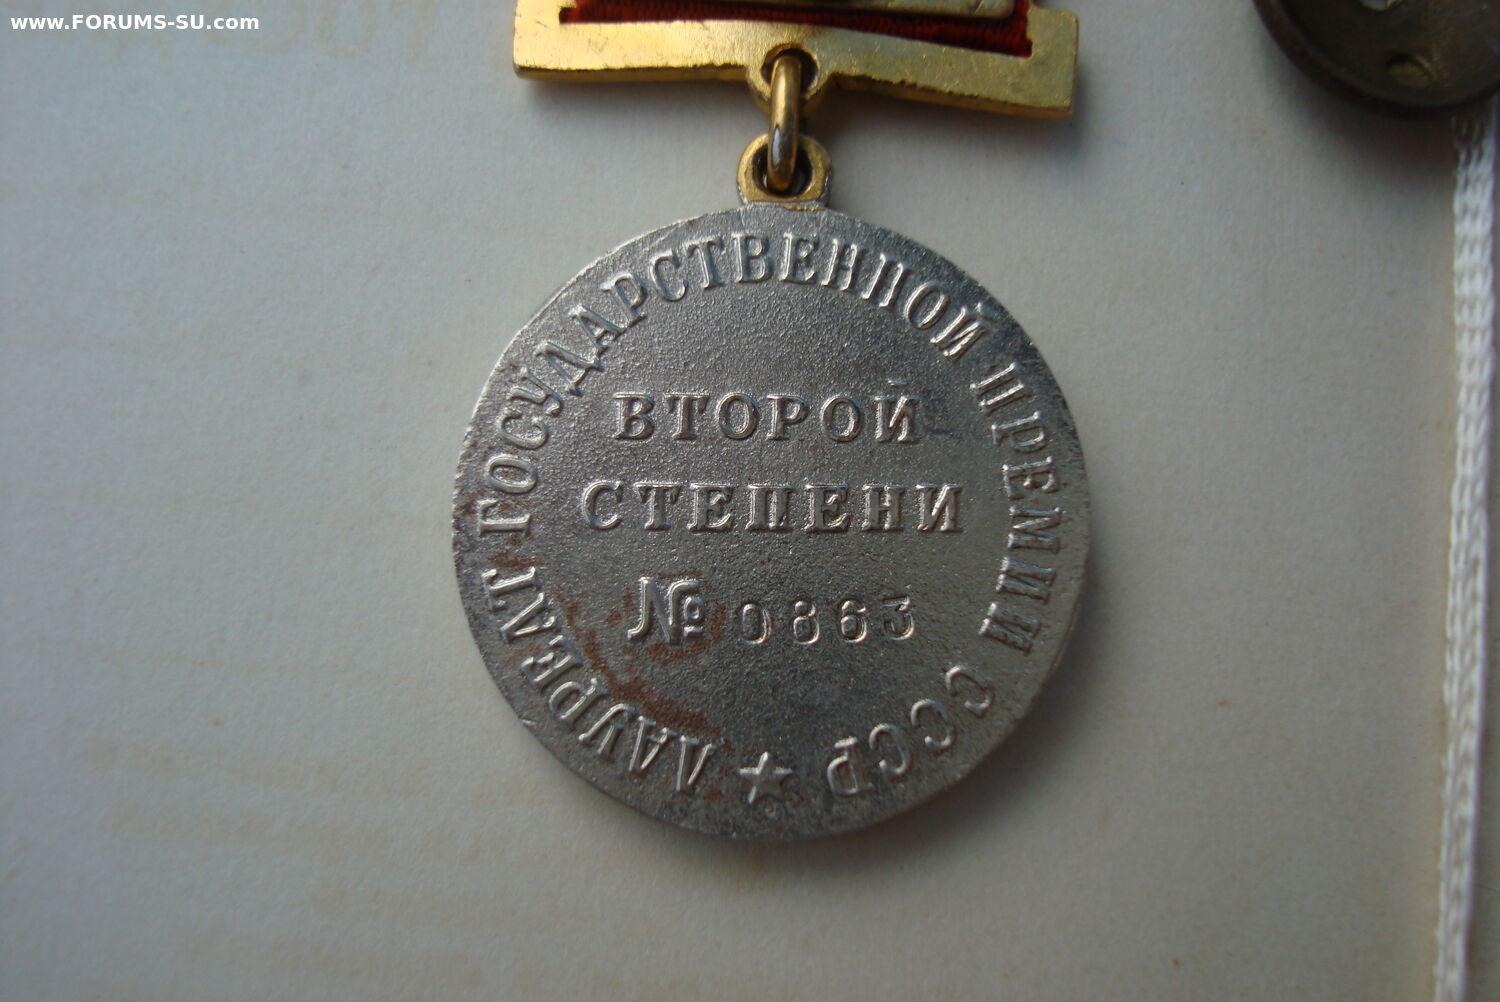 www.FORUMS-SU.com
ЛАУРЕАТ ГОСУДАРСТВЕННОЙ ПРЕМИИ СССР
ВТОРОЙ
СТЕПЕНИ
№ 0863